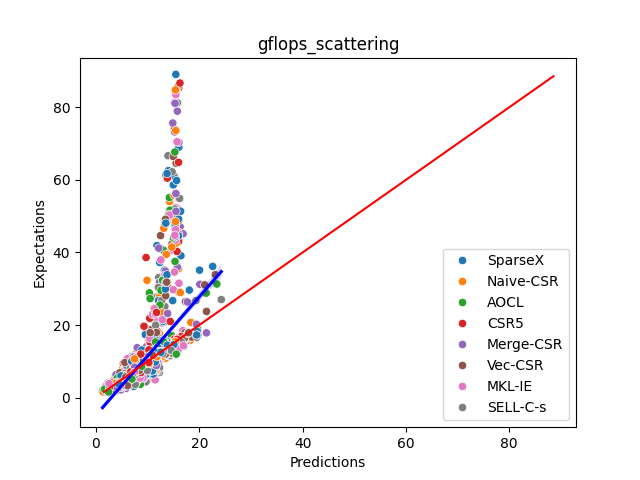 gflops_scattering
Expectations
80
60
40
20
0
SparseX
Naive-CSR
AOCL
CSR5
Merge-CSR
Vec-CSR
MKL-IE
SELL-C-s
0 20 40 60 80
Predictions